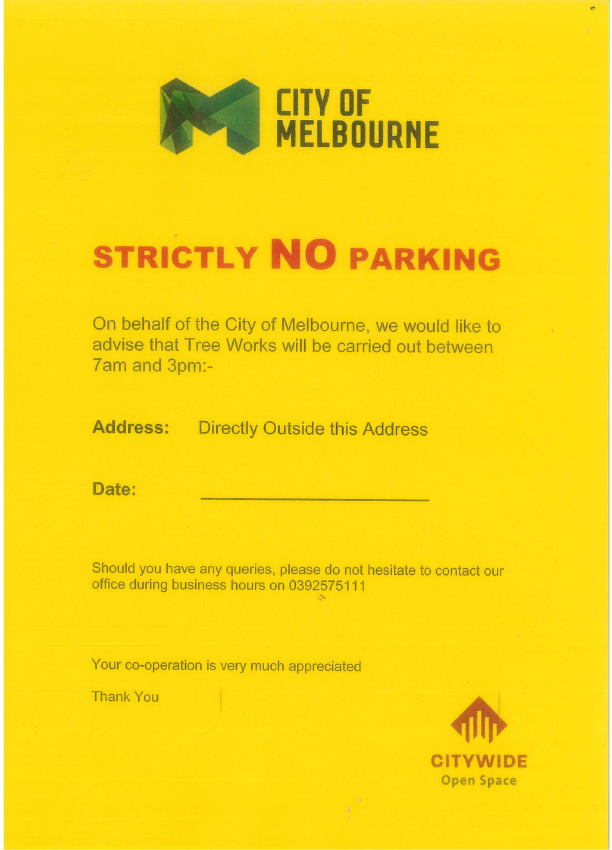 CITY OF
MELBOURNE
STRICTLY NO PARKING
On behalf of the City of Melbourne, we would like to
advise that Tree Works will be carried out between
7am and 3pm:-
Address: Directly Outside this Address
Date: ____________________
Should you have any queries, please do not hesitate to contact our
office during business hours on 0392575111
Your co-operation is very much appreciated
Thank You
CITYWIDE
Open Space